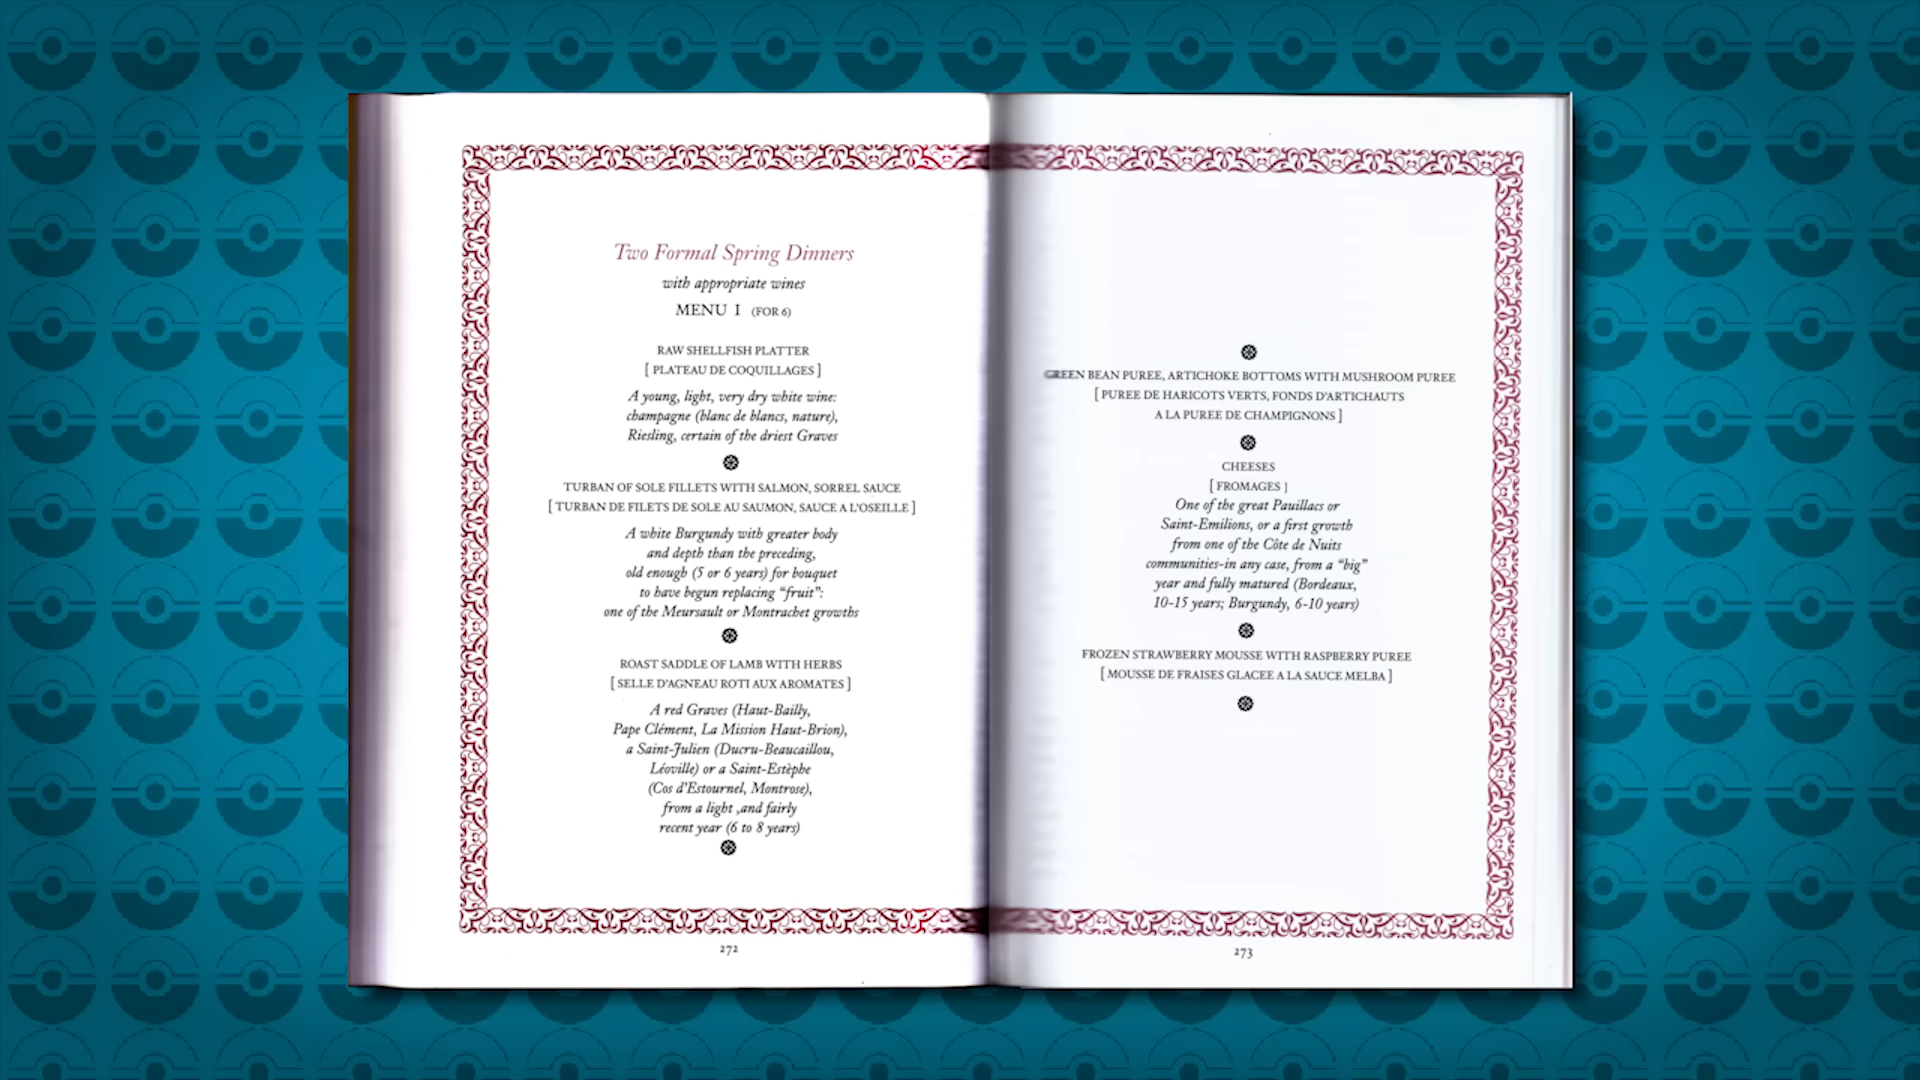 Two Formal Spring Dinners
with appropriate wines
MENU I (FOR 6)
RAW SHELLFISH PLATTER
[ PLATEAU DE COQUILLAGES ]
A young, light, very dry white wine:
champagne (blanc de blancs, nature),
Riesling, certain of the driest Graves
TURBAN OF SOLE FILLETS WITH SALMON, SORREL SAUCE
[ TURBAN DE FILETS DE SOLE AU SAUMON, SAUCE A L'OSEILLE ]
A white Burgundy with greater body
and depth than the preceding,
old enough (5 or 6 years) for bouquet
to have begun replacing “fruit”:
one of the Meursault or Montrachet growths
ROAST SADDLE OF LAMB WITH HERBS
[ SELLE D'AGNEAU ROTI AUX AROMATES ]
A red Graves (Haut-Bailly,
Pape Clément, La Mission Haut-Brion),
a Saint-Julien (Ducru-Beaucaillou,
Léoville) or a Saint-Estèphe
(Cos d'Estournel, Montrose),
from a light ,and fairly
recent year (6 to 8 years)
272
GREEN BEAN PUREE, ARTICHOKE BOTTOMS WITH MUSHROOM PUREE
[ PUREE DE HARICOTS VERTS, FONDS D'ARTICHAUTS
A LA PUREE DE CHAMPIGNONS ]
CHEESES
[ FROMAGES ]
One of the great Pauillacs or
Saint-Emilions, or a first growth
from one of the Côte de Nuits
communities-in any case, from a “big”
year and fully matured (Bordeaux,
10-15 years; Burgundy, 6-10 years)
FROZEN STRAWBERRY MOUSSE WITH RASPBERRY PUREE
[ MOUSSE DE FRAISES GLACEE A LA SAUCE MELBA ]
273